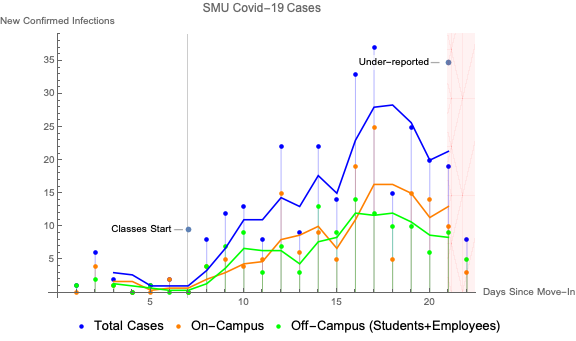 SMU Covid-19 Cases
New Confirmed Infections
35
Under-reported
30
25
20
15
10
Classes Start
5
5 10 15 20
Days Since Move-In
Total Cases On-Campus Off-Campus (Students+Employees)